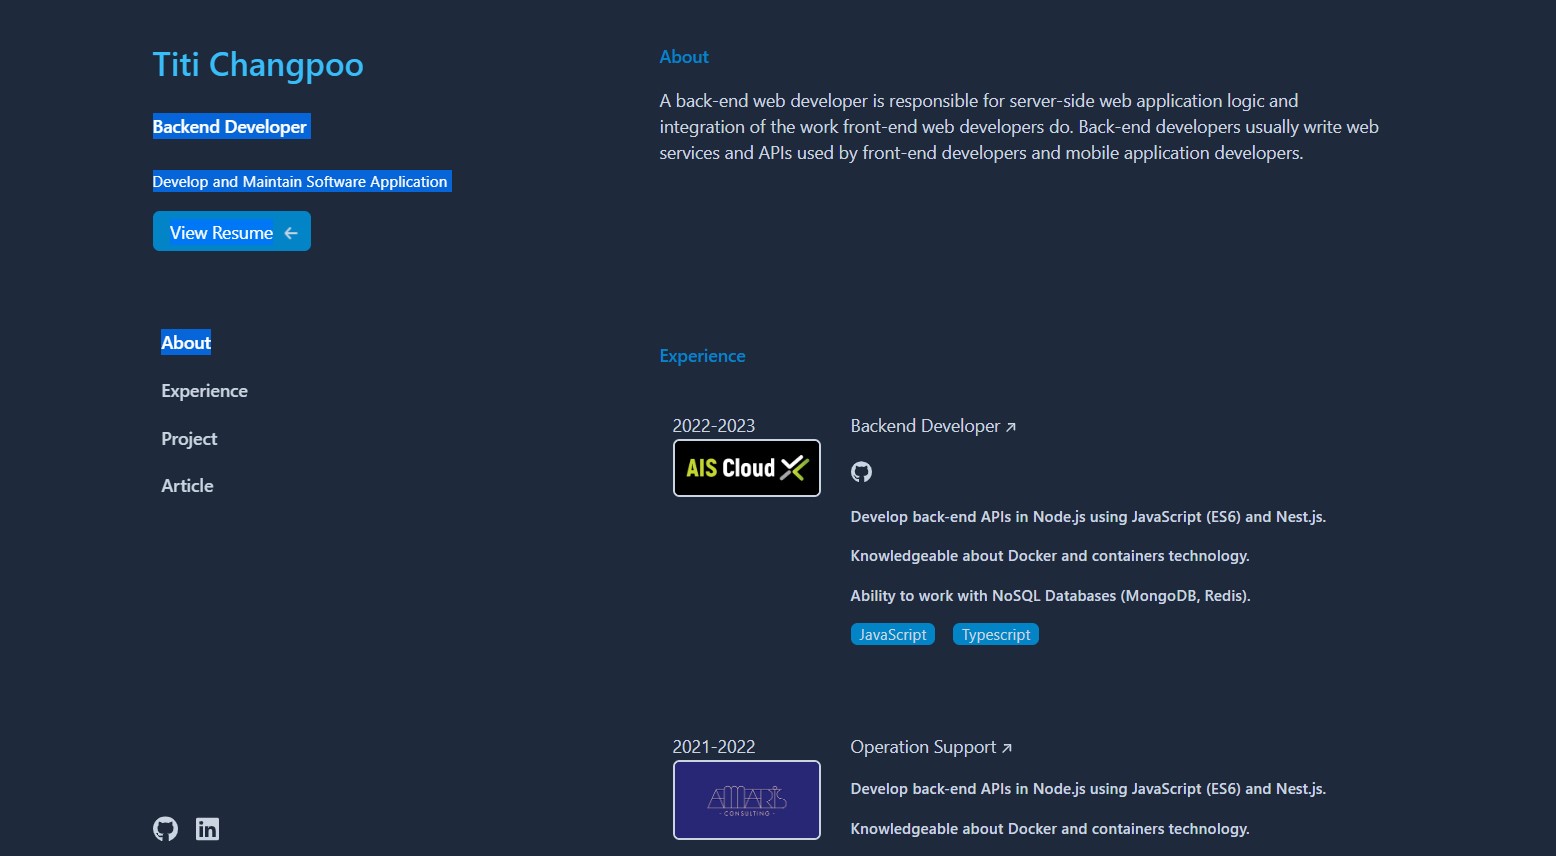 Titi Changpoo
Backend Developer
Develop and Maintain Software Application
View Resume ←
About
Experience
Project
Article
About
A back-end web developer is responsible for server-side web application logic and
integration of the work front-end web developers do. Back-end developers usually write web
services and APIs used by front-end developers and mobile application developers.
Experience
2022-2023
AIS Cloud X
Backend Developer ↗
Develop back-end APIs in Node.js using JavaScript (ES6) and Nest.js.
Knowledgeable about Docker and containers technology.
Ability to work with NoSQL Databases (MongoDB, Redis).
JavaScript Typescript
2021-2022
AMARIS
- CONSULTING -
Operation Support ↗
Develop back-end APIs in Node.js using JavaScript (ES6) and Nest.js.
Knowledgeable about Docker and containers technology.
in